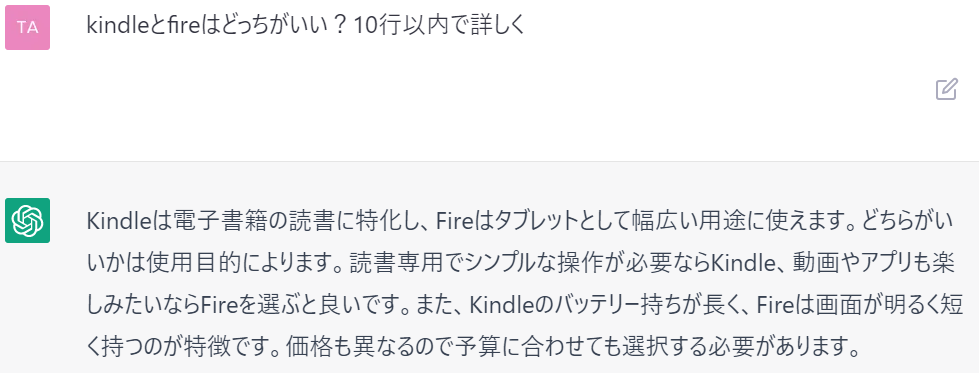 TA
kindleとfireはどっちがいい？10行以内で詳しく
Kindleは電子書籍の読書に特化し、Fireはタブレットとして幅広い用途に使えます。どちらがい
いかは使用目的によります。読書専用でシンプルな操作が必要ならKindle、動画やアプリも楽
しみたいならFireを選ぶと良いです。また、Kindleのバッテリー持ちが長く、Fireは画面が明るく短
く持つのが特徴です。価格も異なるので予算に合わせても選択する必要があります。